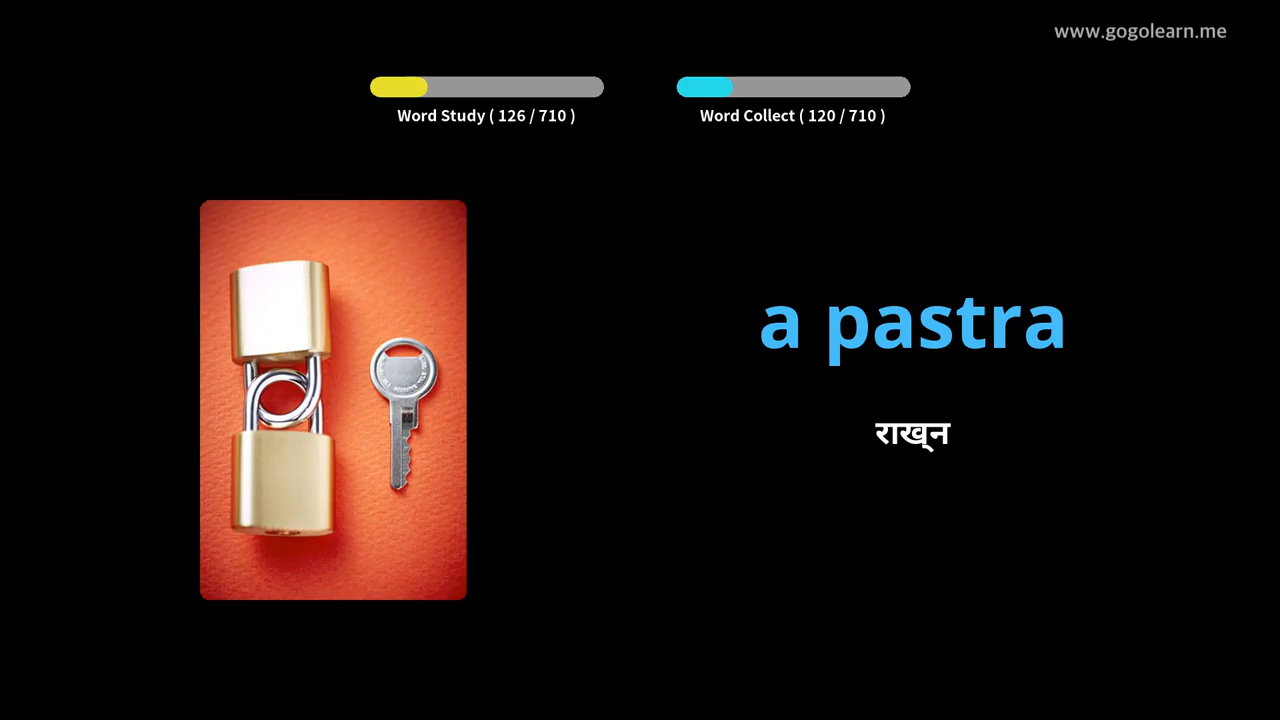 www.gogolearn.me
Word Study ( 126 / 710 )
Word Collect ( 120 / 710 )
a pastra
राख्‌न